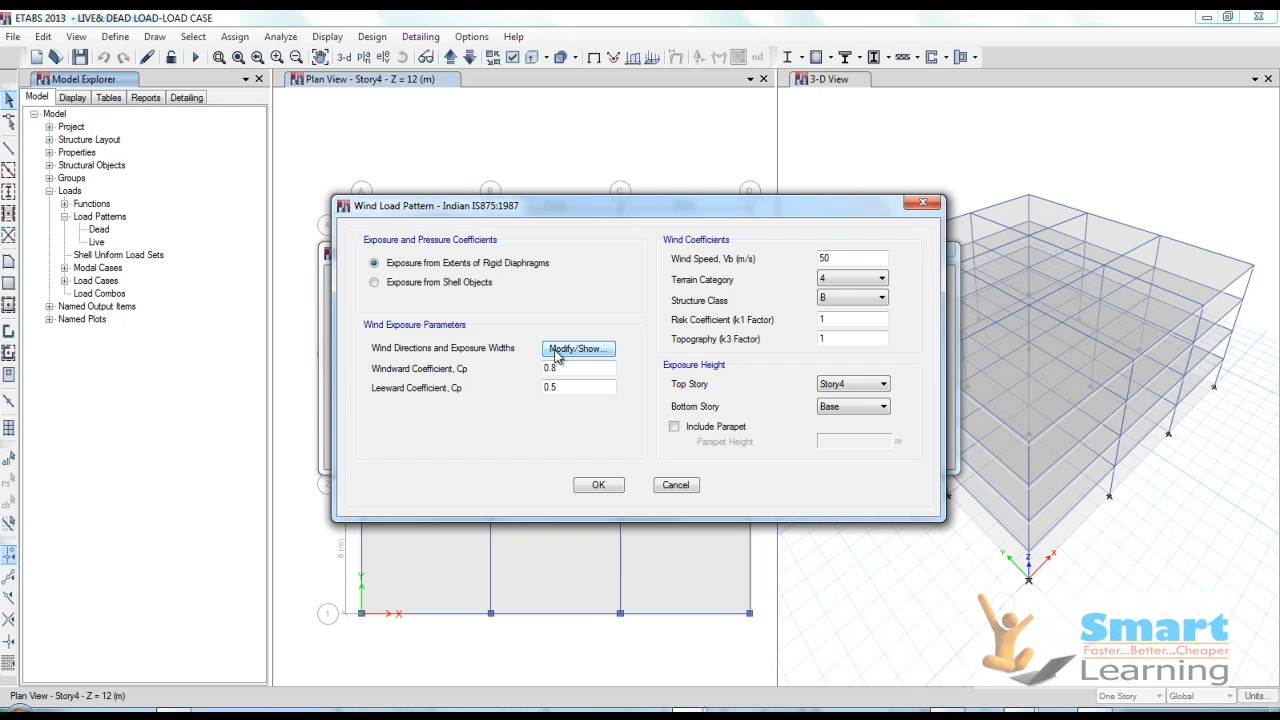 ETABS 2013 - LIVE& DEAD LOAD-LOAD CASE
File Edit View Define Draw Select Assign Analyze Display Design Detailing Options Help
3-d nd
Model Explorer
Plan View - Story4 - Z = 12 (m)
3-D View
Model Display Tables Reports Detailing
Model
Project
Structure Layout
Properties
Structural Objects
Groups
Loads
Functions
Load Patterns
Dead
Live
Shell Uniform Load Sets
Modal Cases
Load Cases
Load Combos
Named Output Items
Named Plots
A B C D
Wind Load Pattern - Indian IS875:1987
Exposure and Pressure Coefficients
Exposure from Extents of Rigid Diaphragms
Exposure from Shell Objects
Wind Exposure Parameters
Wind Directions and Exposure Widths Modify/Show...
Windward Coefficient, Cp 0.8
Leeward Coefficient, Cp 0.5
Wind Coefficients
Wind Speed, Vb (m/s) 50
Terrain Category 4
Structure Class B
Risk Coefficient (k1 Factor) 1
Topography (k3 Factor) 1
Exposure Height
Top Story Story4
Bottom Story Base
Include Parapet
Parapet Height m
OK Cancel
8 (m)
1
Y
X
Y Z X
all
ps
clr
Smart
Faster...Better...Cheaper
Learning
Plan View - Story4 - Z = 12 (m)
One Story Global Units...